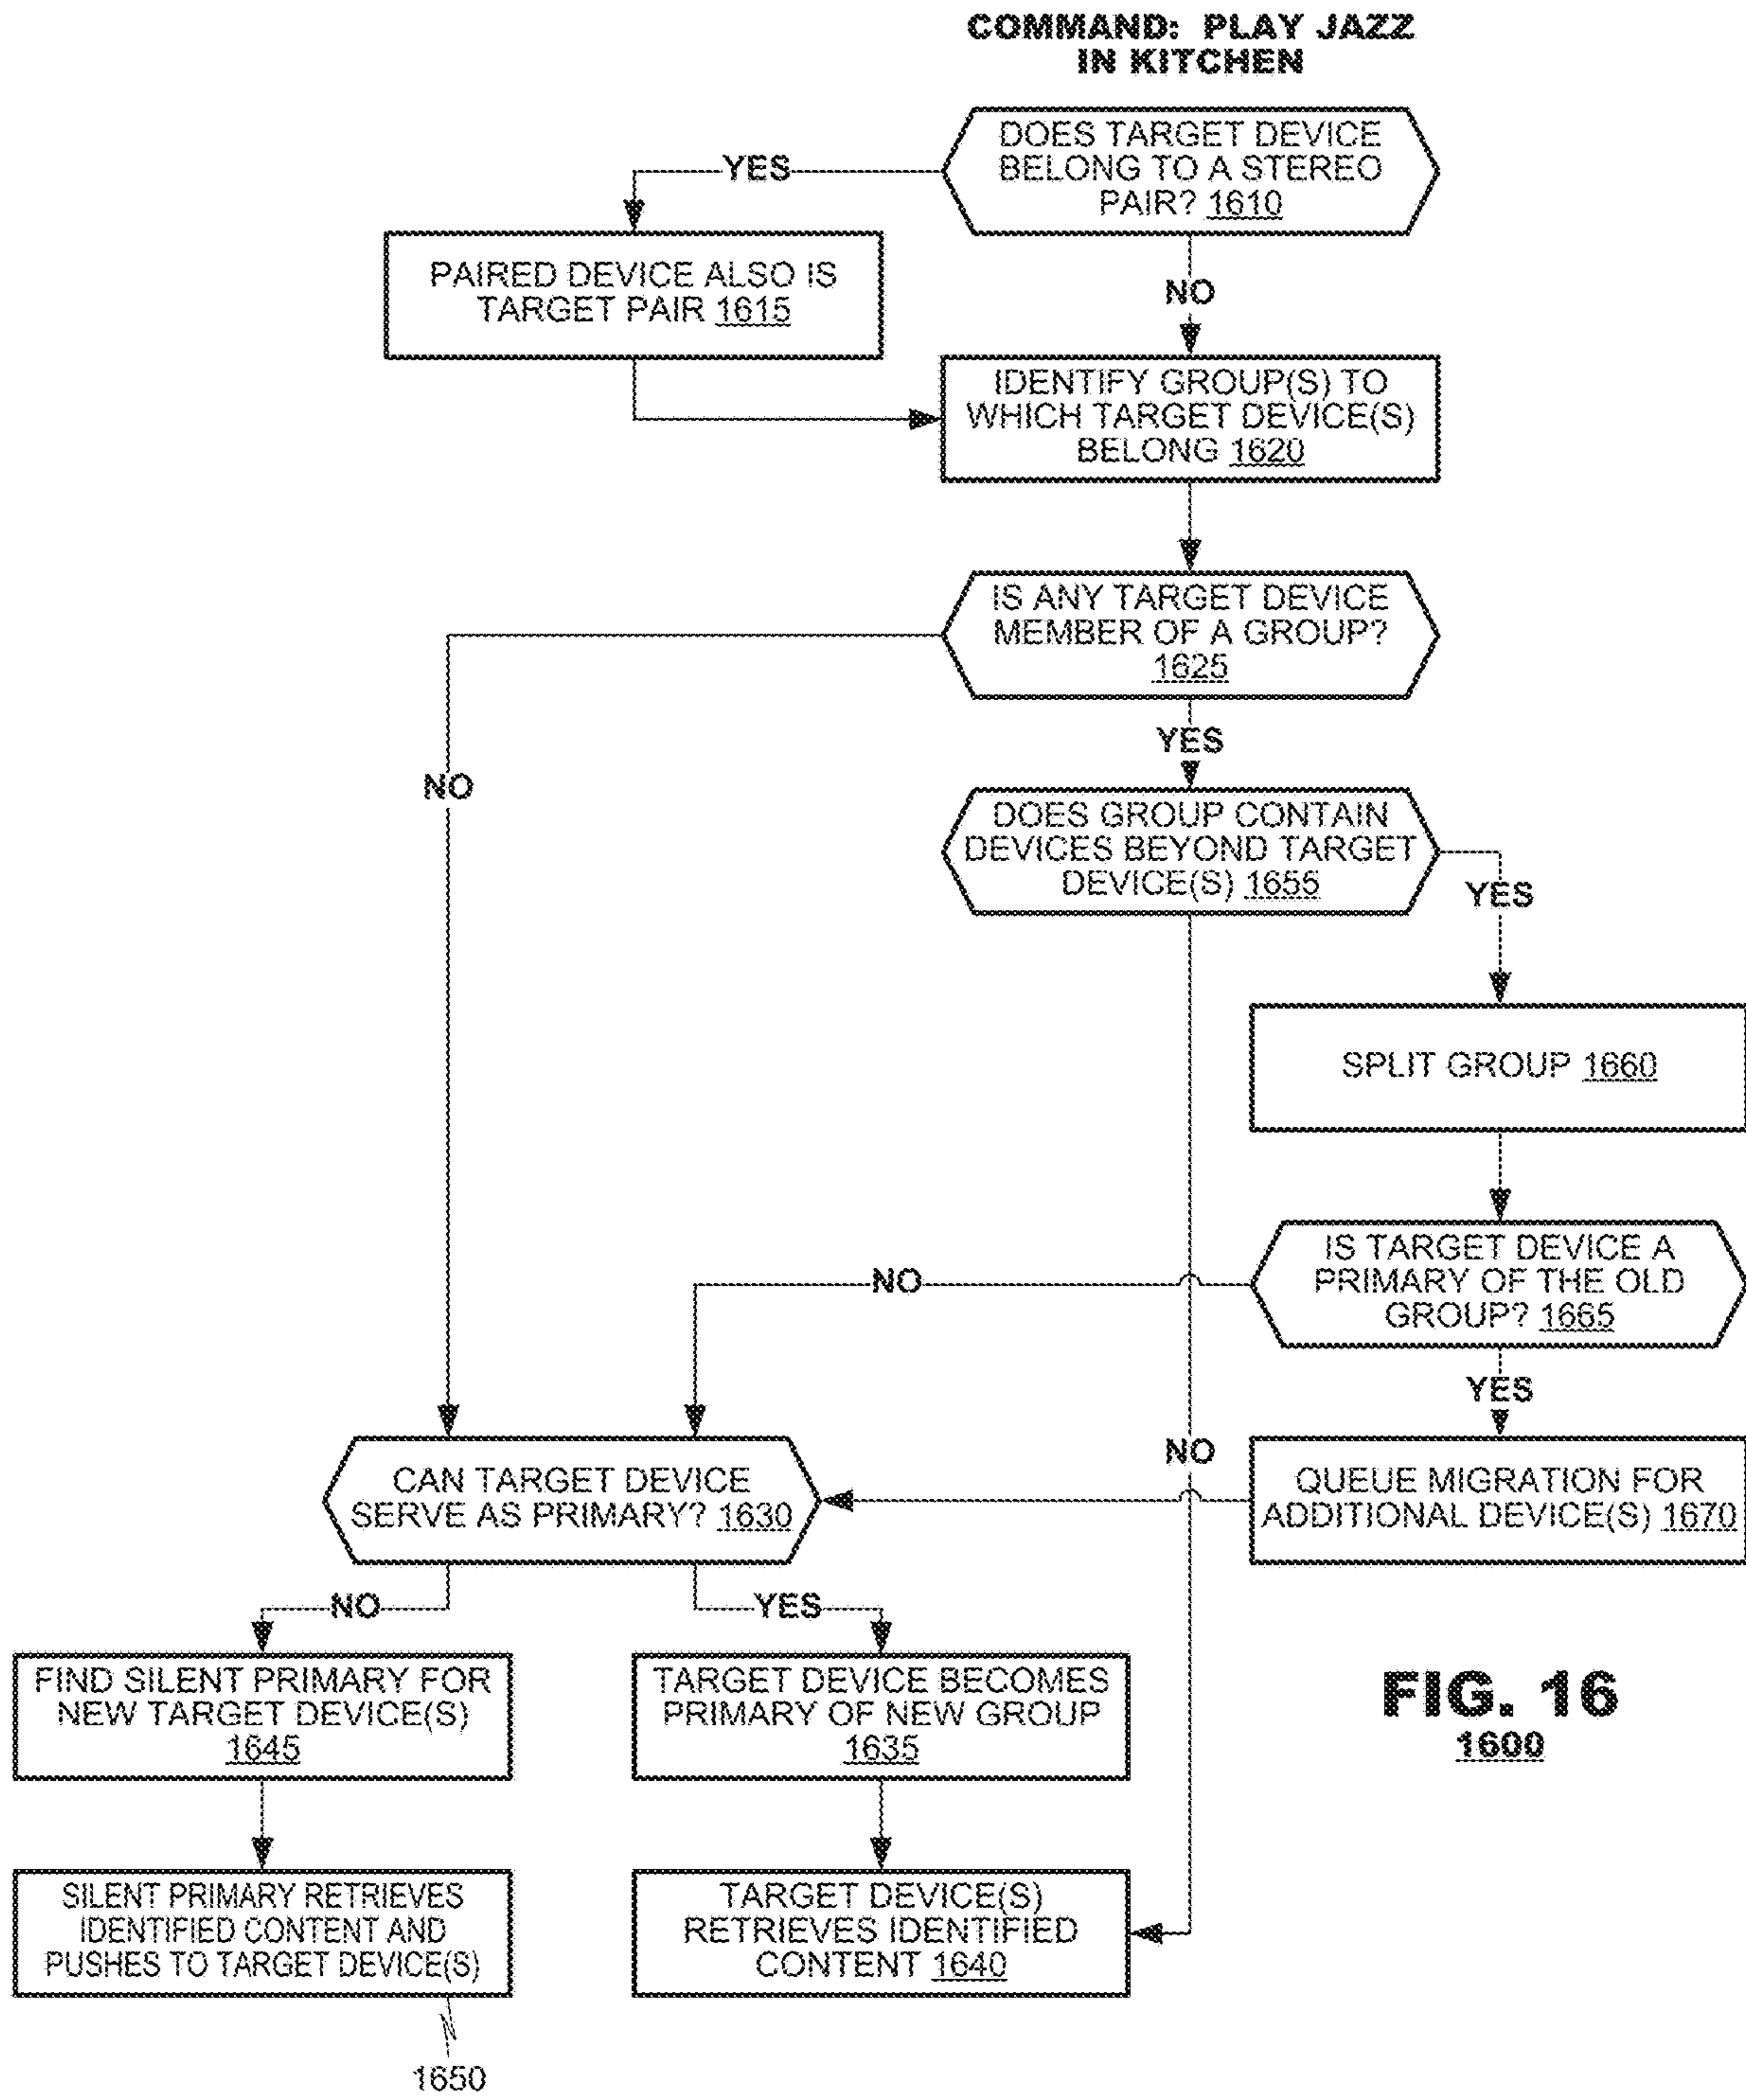 COMMAND: PLAY JAZZ
IN KITCHEN
DOES TARGET DEVICE
BELONG TO A STEREO
PAIR? 1610
YES
NO
PAIRED DEVICE ALSO IS
TARGET PAIR 1615
IDENTIFY GROUP(S) TO
WHICH TARGET DEVICE(S)
BELONG 1620
IS ANY TARGET DEVICE
MEMBER OF A GROUP?
1625
NO
YES
DOES GROUP CONTAIN
DEVICES BEYOND TARGET
DEVICE(S) 1655
YES
SPLIT GROUP 1660
IS TARGET DEVICE A
PRIMARY OF THE OLD
GROUP? 1665
NO
YES
NO
CAN TARGET DEVICE
SERVE AS PRIMARY? 1630
QUEUE MIGRATION FOR
ADDITIONAL DEVICE(S) 1670
NO
YES
FIND SILENT PRIMARY FOR
NEW TARGET DEVICE(S)
1645
TARGET DEVICE BECOMES
PRIMARY OF NEW GROUP
1635
FIG. 16
1600
SILENT PRIMARY RETRIEVES
IDENTIFIED CONTENT AND
PUSHES TO TARGET DEVICE(S)
TARGET DEVICE(S)
RETRIEVES IDENTIFIED
CONTENT 1640
1650